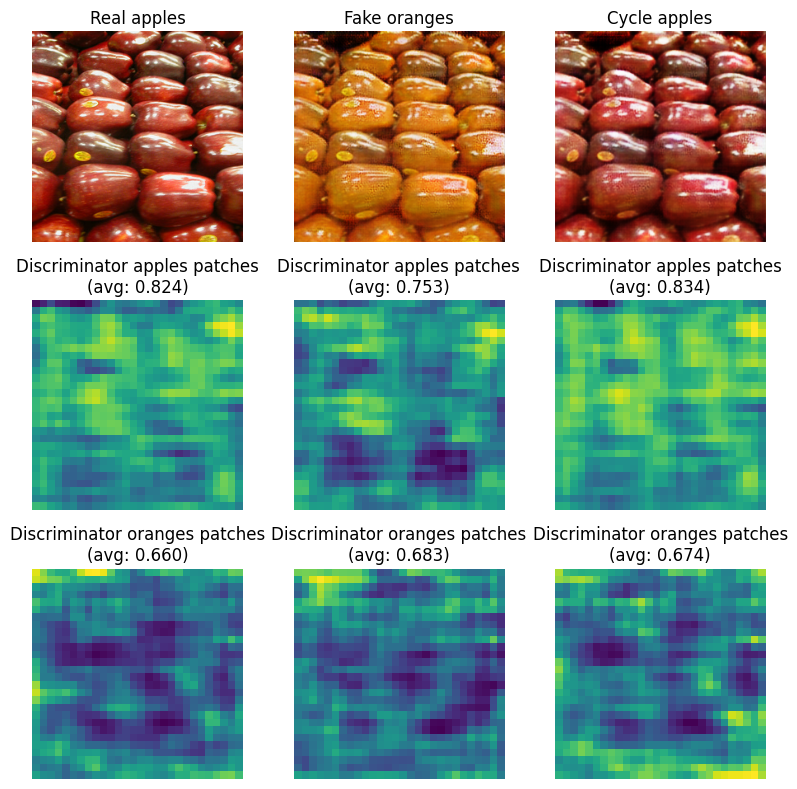 Real apples
Fake oranges
Cycle apples
Discriminator apples patches
(avg: 0.824)
Discriminator apples patches
(avg: 0.753)
Discriminator apples patches
(avg: 0.834)
Discriminator oranges patches
(avg: 0.660)
Discriminator oranges patches
(avg: 0.683)
Discriminator oranges patches
(avg: 0.674)